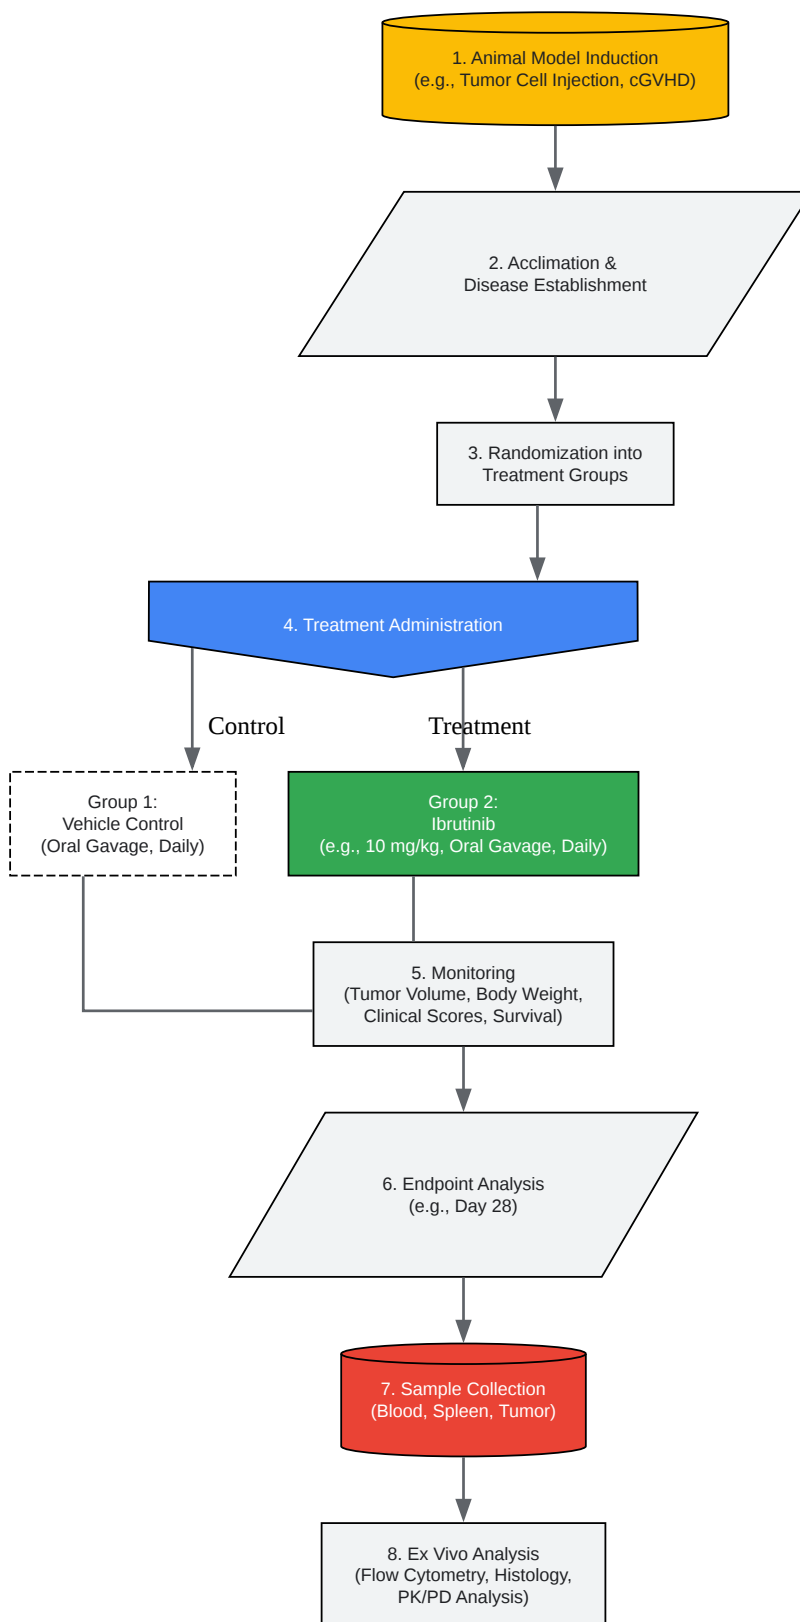 1. Animal Model Induction
(e.g., Tumor Cell Injection, cGVHD)
2. Acclimation &
Disease Establishment
3. Randomization into
Treatment Groups
4. Treatment Administration
Control
Treatment
Group 1:
Vehicle Control
(Oral Gavage, Daily)
Group 2:
Ibrutinib
(e.g., 10 mg/kg, Oral Gavage, Daily)
5. Monitoring
(Tumor Volume, Body Weight,
Clinical Scores, Survival)
6. Endpoint Analysis
(e.g., Day 28)
7. Sample Collection
(Blood, Spleen, Tumor)
8. Ex Vivo Analysis
(Flow Cytometry, Histology,
PK/PD Analysis)